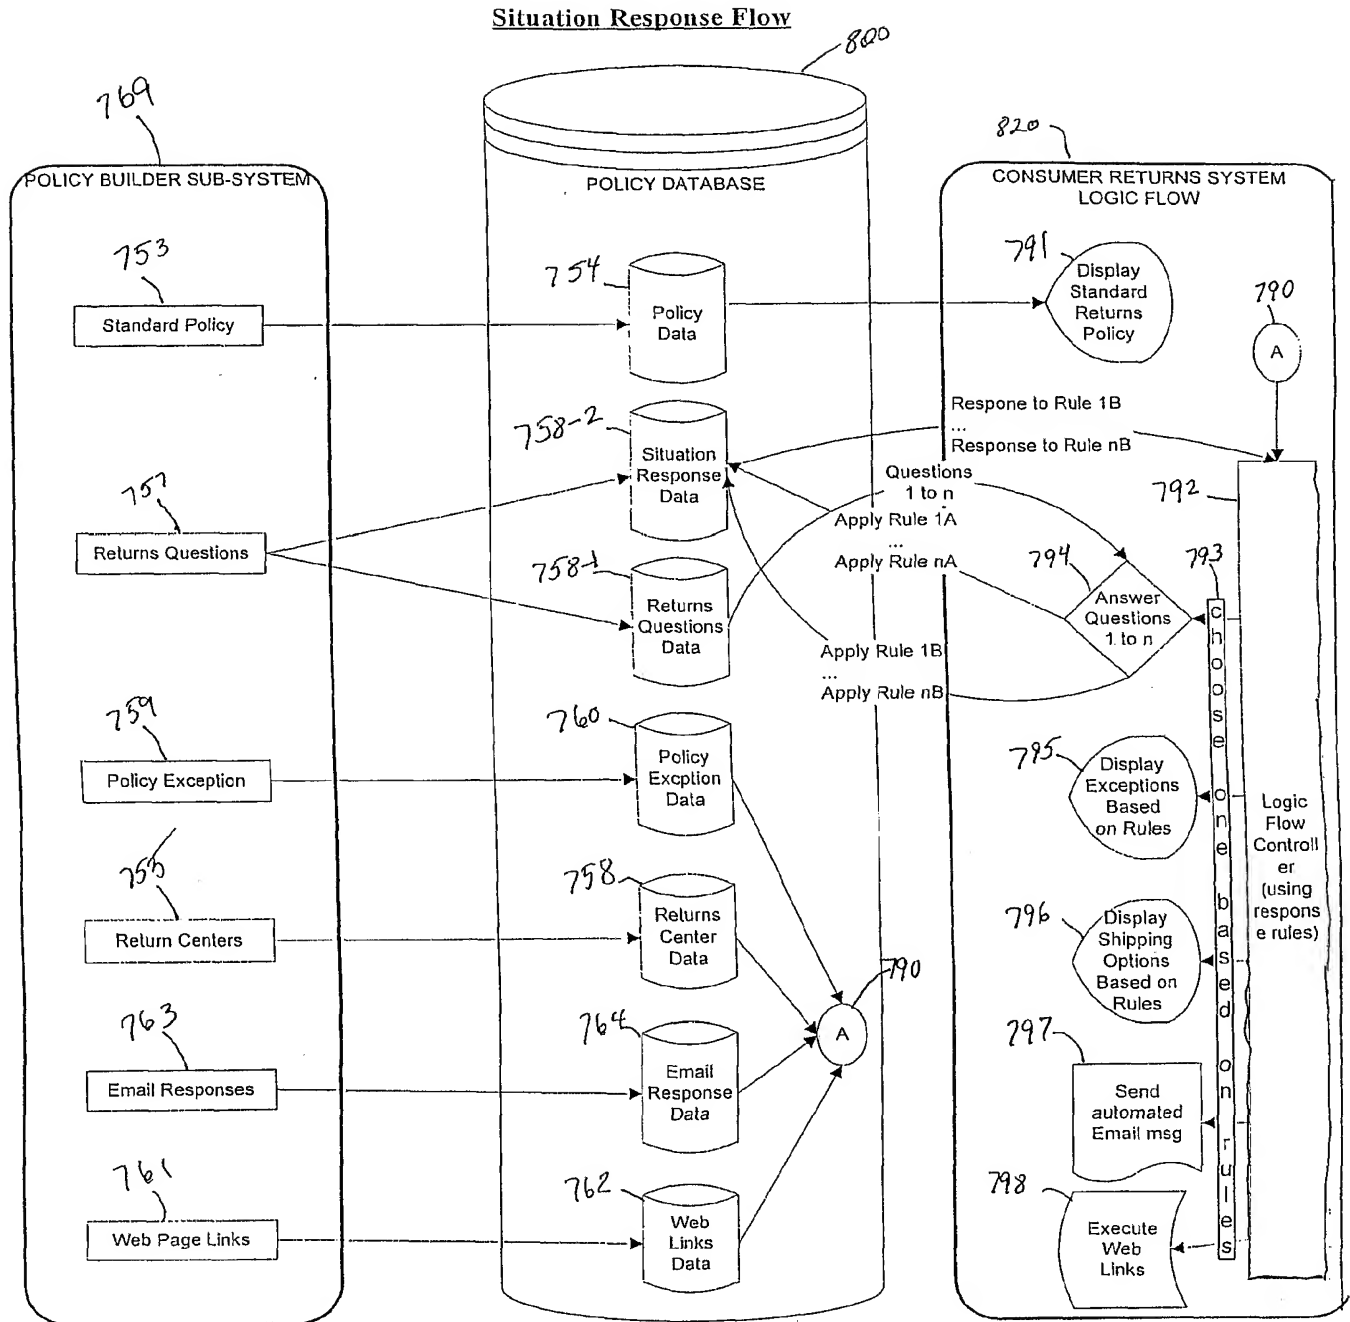 Situation Response Flow
800
769
820
POLICY BUILDER SUB-SYSTEM
POLICY DATABASE
CONSUMER RETURNS SYSTEM
LOGIC FLOW
753
Standard Policy
754
Policy
Data
791
Display
Standard
Returns
Policy
790
A
757
Returns Questions
758-2
Situation
Response
Data
758-1
Returns
Questions
Data
Respone to Rule 1B
...
Response to Rule nB
Questions
1 to n
Apply Rule 1A
...
Apply Rule nA
Apply Rule 1B
...
Apply Rule nB
794
Answer
Questions
1 to n
792
793
choose one based on rules
Logic
Flow
Controll
er
(using
respons
e rules)
759
Policy Exception
760
Policy
Excption
Data
795
Display
Exceptions
Based
on Rules
755
Return Centers
758
Returns
Center
Data
796
Display
Shipping
Options
Based on
Rules
790
A
763
Email Responses
764
Email
Response
Data
797
Send
automated
Email msg
761
Web Page Links
762
Web
Links
Data
798
Execute
Web
Links